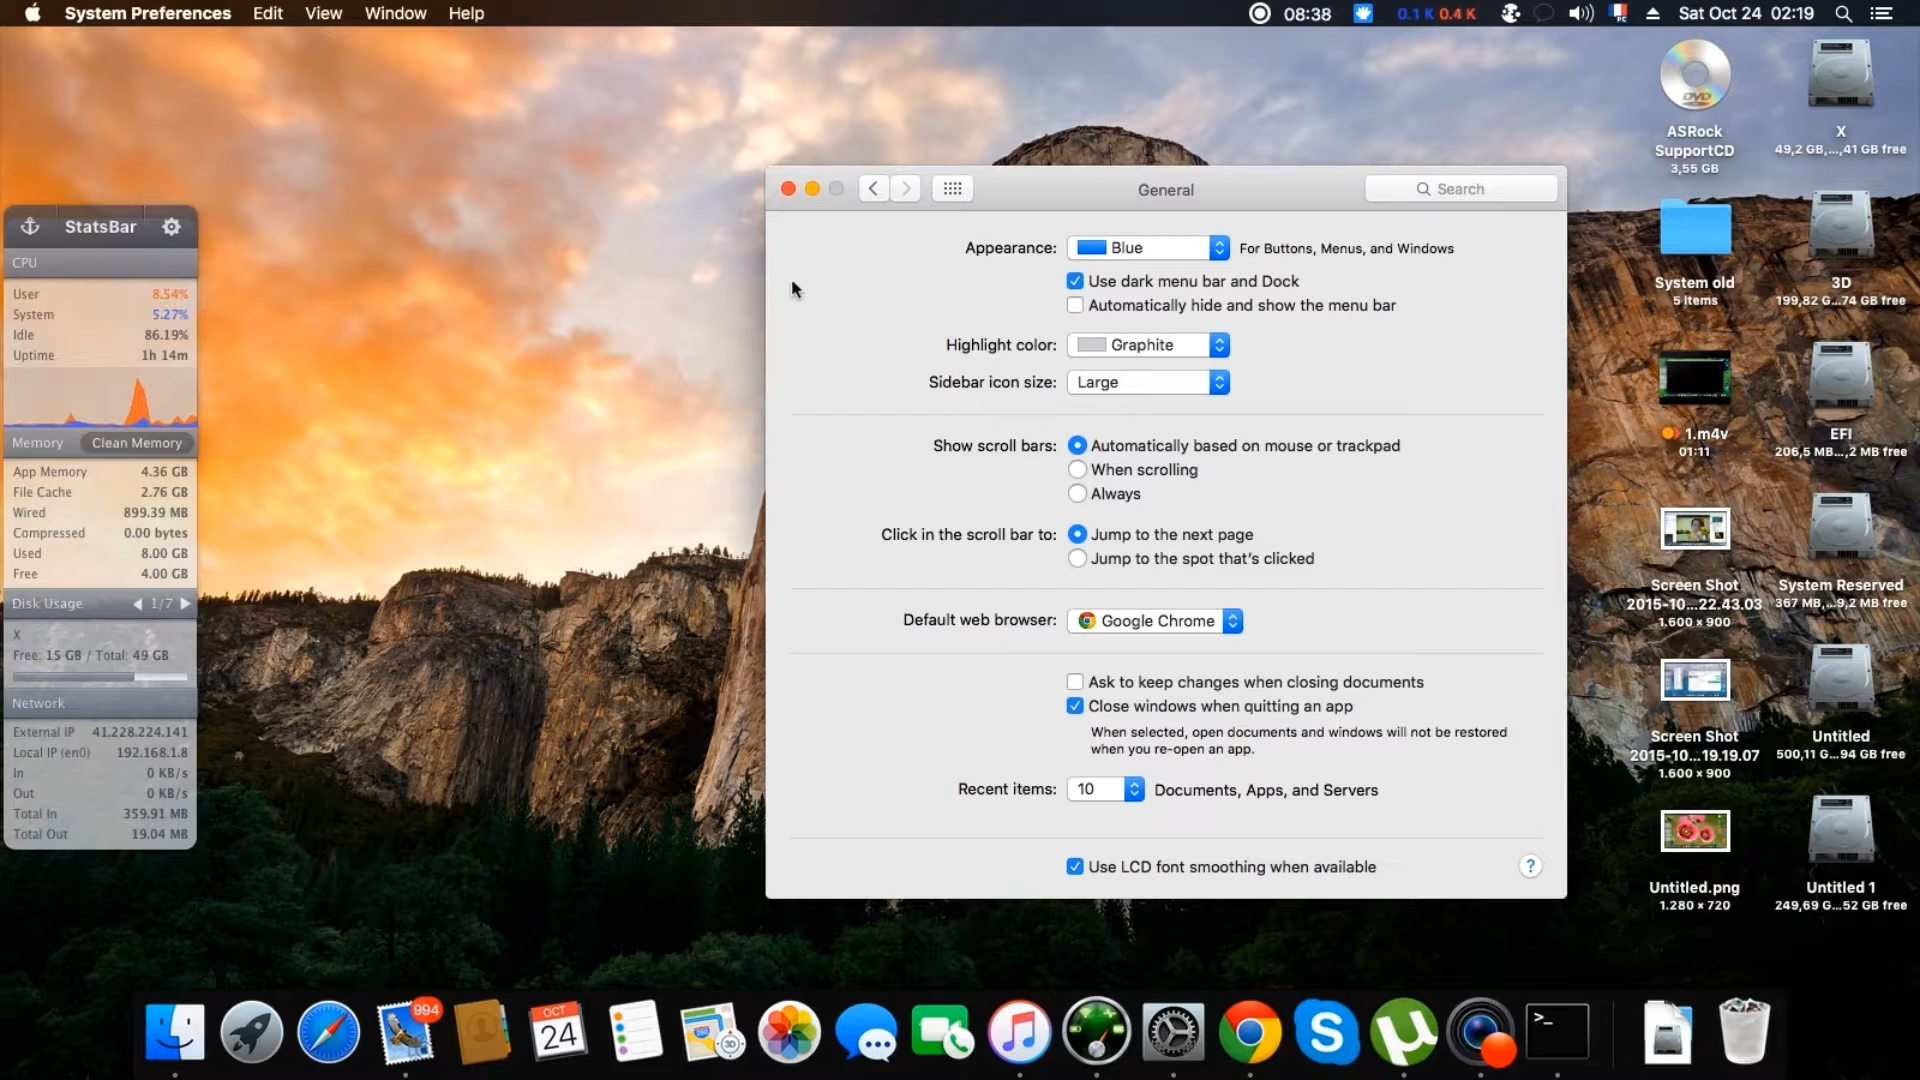 System Preferences Edit View Window Help
08:38 0.1 K 0.4 K PC Sat Oct 24 02:19
StatsBar
CPU
User 8.54%
System 5.27%
Idle 86.19%
Uptime 1h 14m
Memory Clean Memory
App Memory 4.36 GB
File Cache 2.76 GB
Wired 899.39 MB
Compressed 0.00 bytes
Used 8.00 GB
Free 4.00 GB
Disk Usage 1/7
X
Free: 15 GB / Total: 49 GB
Network
External IP 41.228.224.141
Local IP (en0) 192.168.1.8
In 0 KB/s
Out 0 KB/s
Total In 359.91 MB
Total Out 19.04 MB
General
Search
Appearance: Blue For Buttons, Menus, and Windows
Use dark menu bar and Dock
Automatically hide and show the menu bar
Highlight color: Graphite
Sidebar icon size: Large
Show scroll bars: Automatically based on mouse or trackpad
When scrolling
Always
Click in the scroll bar to: Jump to the next page
Jump to the spot that's clicked
Default web browser: Google Chrome
Ask to keep changes when closing documents
Close windows when quitting an app
When selected, open documents and windows will not be restored
when you re-open an app.
Recent items: 10 Documents, Apps, and Servers
Use LCD font smoothing when available
?
DVD
ASRock
SupportCD
3,55 GB
System old
5 items
1.m4v
01:11
Screen Shot
2015-10...22.43.03
1.600 × 900
Screen Shot
2015-10...19.19.07
1.600 × 900
Untitled.png
1.280 × 720
X
49,2 GB,...,41 GB free
3D
199,82 G...74 GB free
EFI
206,5 MB...,2 MB free
System Reserved
367 MB,...9,2 MB free
Untitled
500,11 G...94 GB free
Untitled 1
249,69 G...52 GB free
994
OCT
24
280
3D
S
µ
>_